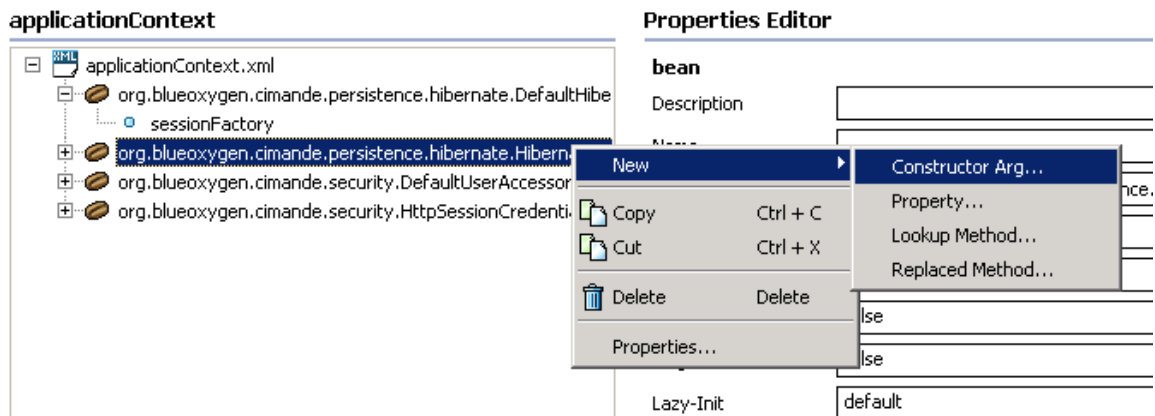 applicationContext
Properties Editor
XML
applicationContext.xml
org.blueoxygen.cimande.persistence.hibernate.DefaultHibe
sessionFactory
org.blueoxygen.cimande.persistence.hibernate.Hibern
org.blueoxygen.cimande.security.DefaultUserAccessor
org.blueoxygen.cimande.security.HttpSessionCredenti
New
Copy Ctrl + C
Cut Ctrl + X
Delete Delete
Properties...
Constructor Arg...
Property...
Lookup Method...
Replaced Method...
bean
Description
nce.
lse
lse
Lazy-Init default